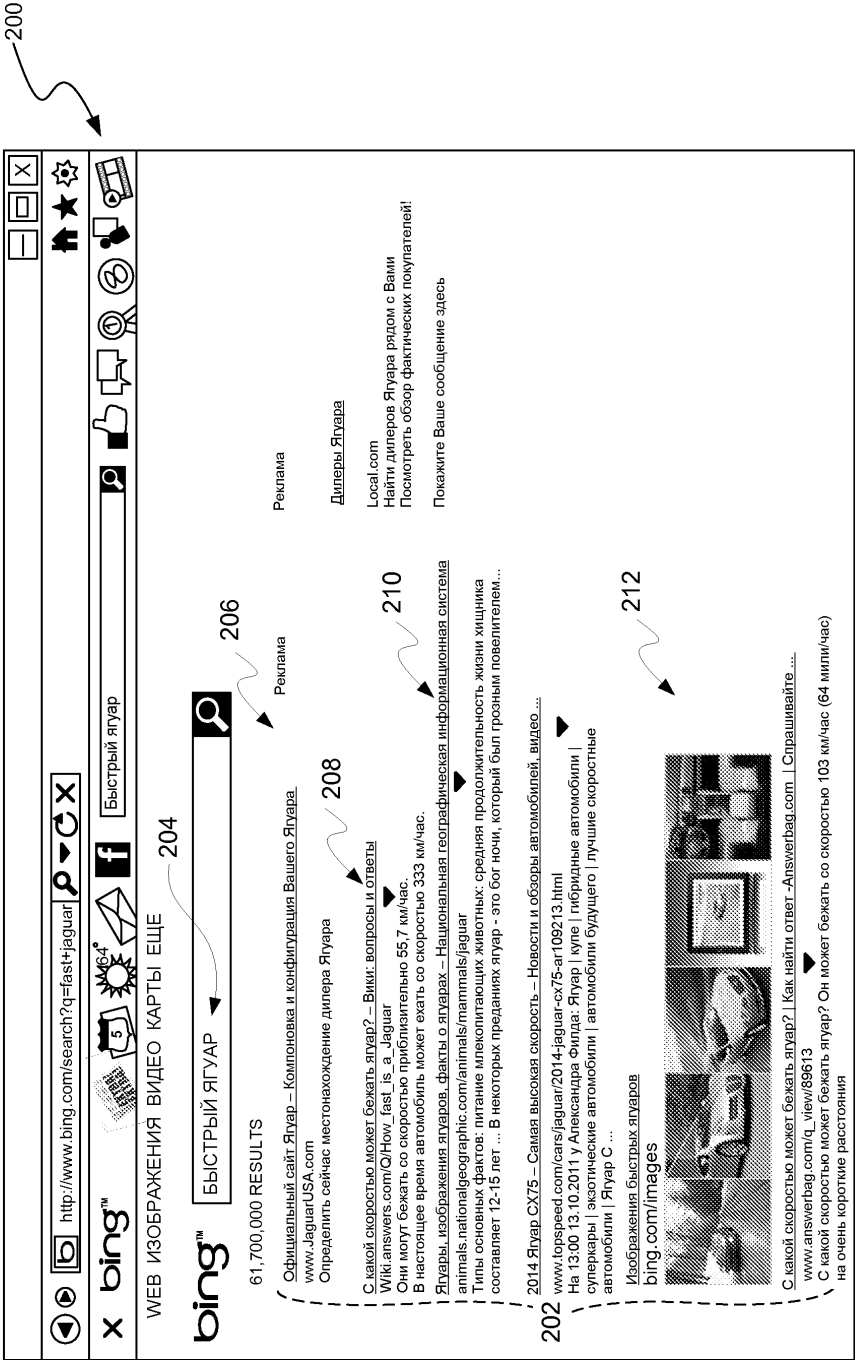 200
http://www.bing.com/search?q=fast+jaguar
X
X bing™
5
64°
f
Быстрый ягуар
1
WEB ИЗОБРАЖЕНИЯ ВИДЕО КАРТЫ ЕЩЕ
204
bing™
БЫСТРЫЙ ЯГУАР
206
61,700,000 RESULTS
Реклама
Официальный сайт Ягуар – Компоновка и конфигурация Вашего Ягуара
www.JaguarUSA.com
Определить сейчас местонахождение дилера Ягуара
208
С какой скоростью может бежать ягуар? – Вики: вопросы и ответы
Wiki.answers.com/Q/How_fast_is_a_Jaguar
Они могут бежать со скоростью приблизительно 55,7 км/час.
В настоящее время автомобиль может ехать со скоростью 333 км/час.
210
Ягуары, изображения ягуаров, факты о ягуарах – Национальная географическая информационная система
animals.nationalgeographic.com/animals/mammals/jaguar
Типы основных фактов: питание млекопитающих животных: средняя продолжительность жизни хищника
составляет 12-15 лет ... В некоторых преданиях ягуар - это бог ночи, который был грозным повелителем...
2014 Ягуар CX75 – Самая высокая скорость – Новости и обзоры автомобилей, видео ...
www.topspeed.com/cars/jaguar/2014-jaguar-cx75-ar109213.html
На 13:00 13.10.2011 у Александра Филда: Ягуар | купе | гибридные автомобили |
суперкары | экзотические автомобили | автомобили будущего | лучшие скоростные
автомобили | Ягуар C ...
202
212
Изображения быстрых ягуаров
bing.com/images
С какой скоростью может бежать ягуар? | Как найти ответ -Answerbag.com | Спрашивайте ...
www.answerbag.com/q_view/89613
С какой скоростью может бежать ягуар? Он может бежать со скоростью 103 км/час (64 мили/час)
на очень короткие расстояния
Реклама
Дилеры Ягуара
Local.com
Найти дилеров Ягуара рядом с Вами
Посмотреть обзор фактических покупателей!
Покажите Ваше сообщение здесь